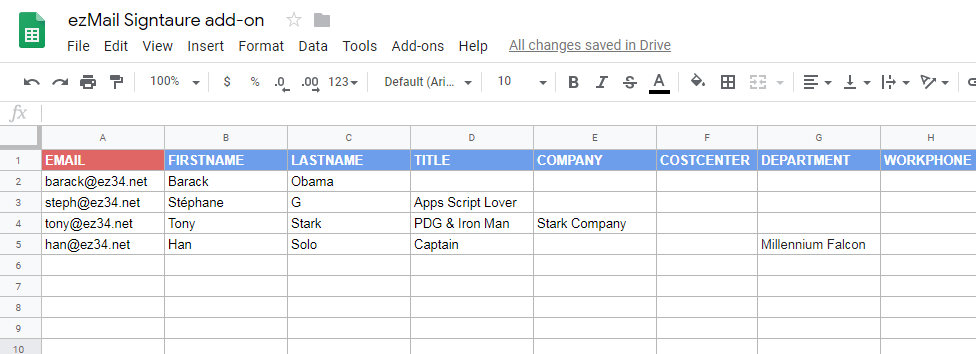 ezMail Signtaure add-on
File Edit View Insert Format Data Tools Add-ons Help All changes saved in Drive
100% $ % .0 .00 123 Default (Ari... 10 B I S A
fx
A B C D E F G H
1 EMAIL FIRSTNAME LASTNAME TITLE COMPANY COSTCENTER DEPARTMENT WORKPHONE
2 barack@ez34.net Barack Obama
3 steph@ez34.net Stéphane G Apps Script Lover
4 tony@ez34.net Tony Stark PDG & Iron Man Stark Company
5 han@ez34.net Han Solo Captain Millennium Falcon
6
7
8
9
10